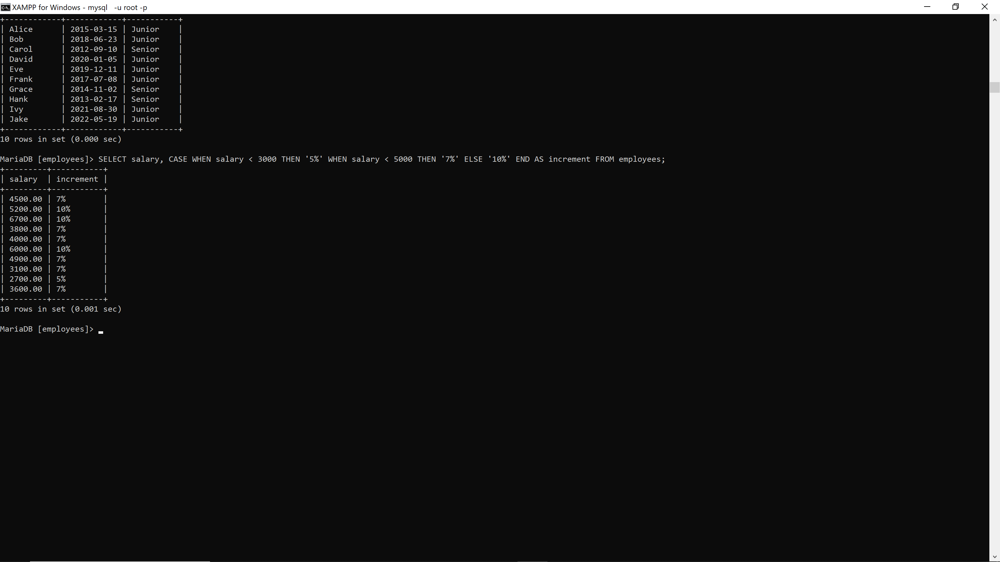 XAMPP for Windows - mysql   -u root -p
+------------+------------+-----------+
| Alice      | 2015-03-15 | Junior    |
| Bob        | 2018-06-23 | Junior    |
| Carol      | 2012-09-10 | Senior    |
| David      | 2020-01-05 | Junior    |
| Eve        | 2019-12-11 | Junior    |
| Frank      | 2017-07-08 | Junior    |
| Grace      | 2014-11-02 | Senior    |
| Hank       | 2013-02-17 | Senior    |
| Ivy        | 2021-08-30 | Junior    |
| Jake       | 2022-05-19 | Junior    |
+------------+------------+-----------+
10 rows in set (0.000 sec)
MariaDB [employees]> SELECT salary, CASE WHEN salary < 3000 THEN '5%' WHEN salary < 5000 THEN '7%' ELSE '10%' END AS increment FROM employees;
+---------+-----------+
| salary  | increment |
+---------+-----------+
| 4500.00 | 7%        |
| 5200.00 | 10%       |
| 6700.00 | 10%       |
| 3800.00 | 7%        |
| 4000.00 | 7%        |
| 6000.00 | 10%       |
| 4900.00 | 7%        |
| 3100.00 | 7%        |
| 2700.00 | 5%        |
| 3600.00 | 7%        |
+---------+-----------+
10 rows in set (0.001 sec)
MariaDB [employees]>